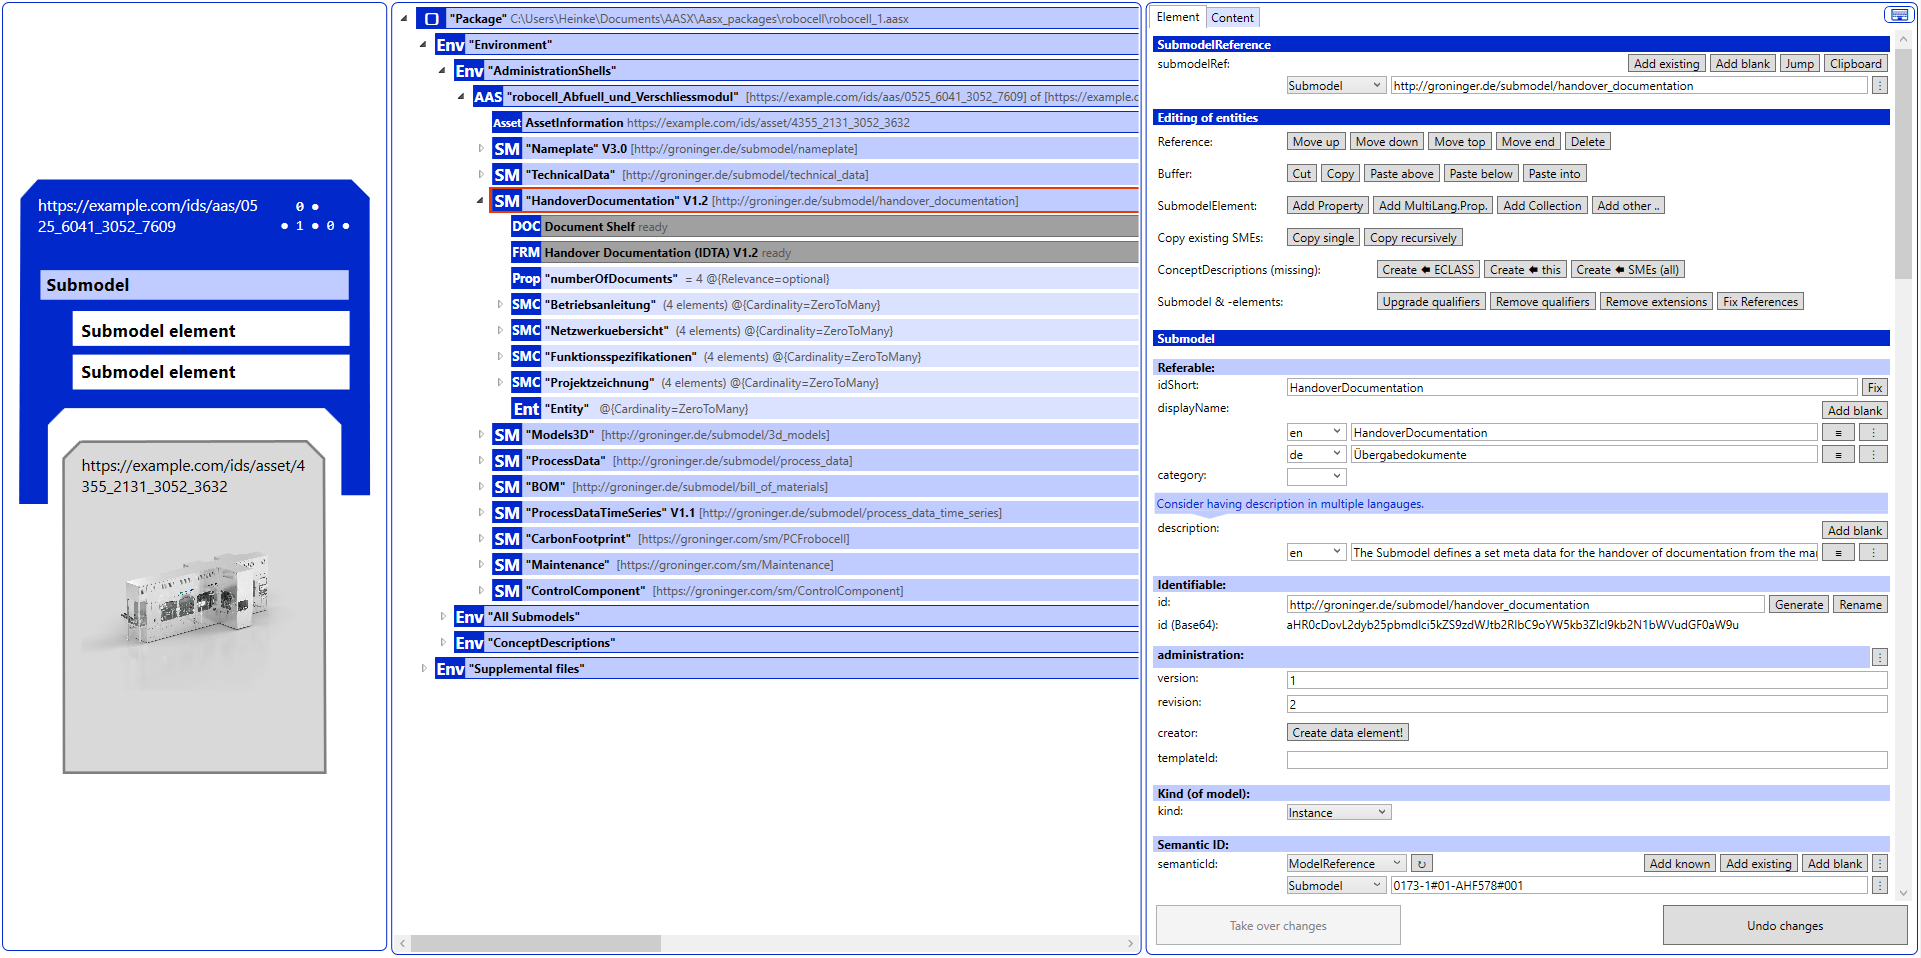 https://example.com/ids/aas/05
25_6041_3052_7609
0
1 0
Submodel
Submodel element
Submodel element
https://example.com/ids/asset/4
355_2131_3052_3632
"Package" C:\Users\Heinke\Documents\AASX\Aasx_packages\robocell\robocell_1.aasx
Env "Environment"
Env "AdministrationShells"
AAS "robocell_Abfuell_und_Verschliessmodul" [https://example.com/ids/aas/0525_6041_3052_7609] of [https://example.c
Asset AssetInformation https://example.com/ids/asset/4355_2131_3052_3632
SM "Nameplate" V3.0 [http://groninger.de/submodel/nameplate]
SM "TechnicalData" [http://groninger.de/submodel/technical_data]
SM "HandoverDocumentation" V1.2 [http://groninger.de/submodel/handover_documentation]
DOC Document Shelf ready
FRM Handover Documentation (IDTA) V1.2 ready
Prop "numberOfDocuments" = 4 @{Relevance=optional}
SMC "Betriebsanleitung" (4 elements) @{Cardinality=ZeroToMany}
SMC "Netzwerkuebersicht" (4 elements) @{Cardinality=ZeroToMany}
SMC "Funktionsspezifikationen" (4 elements) @{Cardinality=ZeroToMany}
SMC "Projektzeichnung" (4 elements) @{Cardinality=ZeroToMany}
Ent "Entity" @{Cardinality=ZeroToMany}
SM "Models3D" [http://groninger.de/submodel/3d_models]
SM "ProcessData" [http://groninger.de/submodel/process_data]
SM "BOM" [http://groninger.de/submodel/bill_of_materials]
SM "ProcessDataTimeSeries" V1.1 [http://groninger.de/submodel/process_data_time_series]
SM "CarbonFootprint" [https://groninger.com/sm/PCFrobocell]
SM "Maintenance" [https://groninger.com/sm/Maintenance]
SM "ControlComponent" [https://groninger.com/sm/ControlComponent]
Env "All Submodels"
Env "ConceptDescriptions"
Env "Supplemental files"
Element Content
SubmodelReference
submodelRef: Add existing Add blank Jump Clipboard
Submodel http://groninger.de/submodel/handover_documentation
Editing of entities
Reference: Move up Move down Move top Move end Delete
Buffer: Cut Copy Paste above Paste below Paste into
SubmodelElement: Add Property Add MultiLang.Prop. Add Collection Add other ..
Copy existing SMEs: Copy single Copy recursively
ConceptDescriptions (missing): Create 🡄 ECLASS Create 🡄 this Create 🡄 SMEs (all)
Submodel & -elements: Upgrade qualifiers Remove qualifiers Remove extensions Fix References
Submodel
Referable:
idShort: HandoverDocumentation Fix
displayName: Add blank
en HandoverDocumentation
de Übergabedokumente
category:
Consider having description in multiple langauges.
description: Add blank
en The Submodel defines a set meta data for the handover of documentation from the ma
Identifiable:
id: http://groninger.de/submodel/handover_documentation Generate Rename
id (Base64):
administration:
version: 1
revision: 2
creator: Create data element!
templateId:
Kind (of model):
kind: Instance
Semantic ID:
semanticId: ModelReference Add known Add existing Add blank
Submodel 0173-1#01-AHF578#001
Take over changes Undo changes